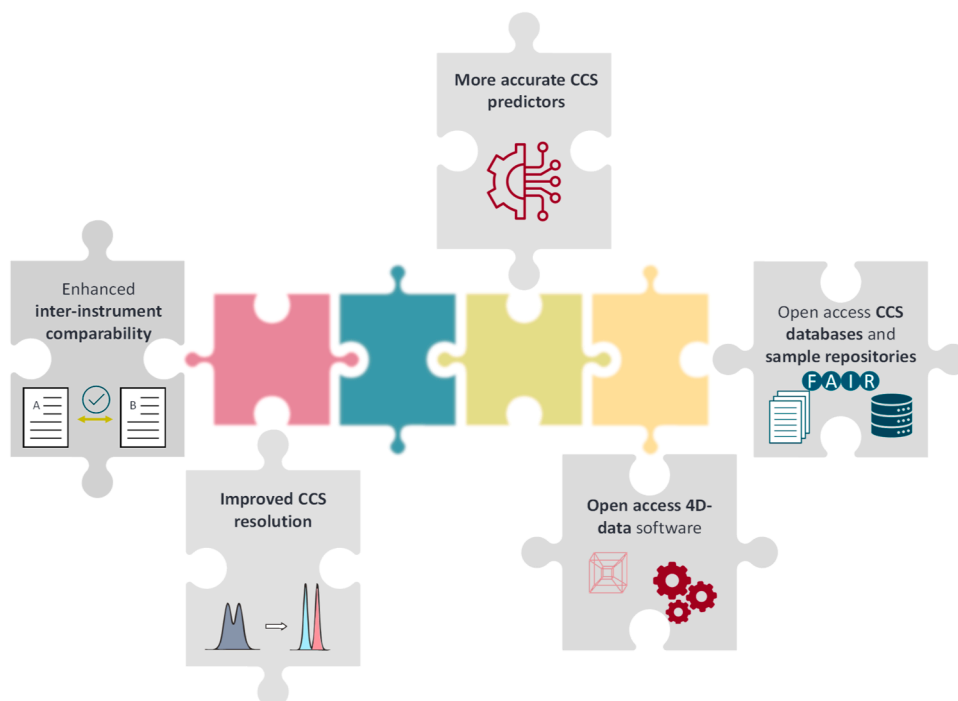 More accurate CCS
predictors
Enhanced
inter-instrument
comparability
A
B
Open access CCS
databases and
sample repositories
FAIR
Improved CCS
resolution
Open access 4D-
data software